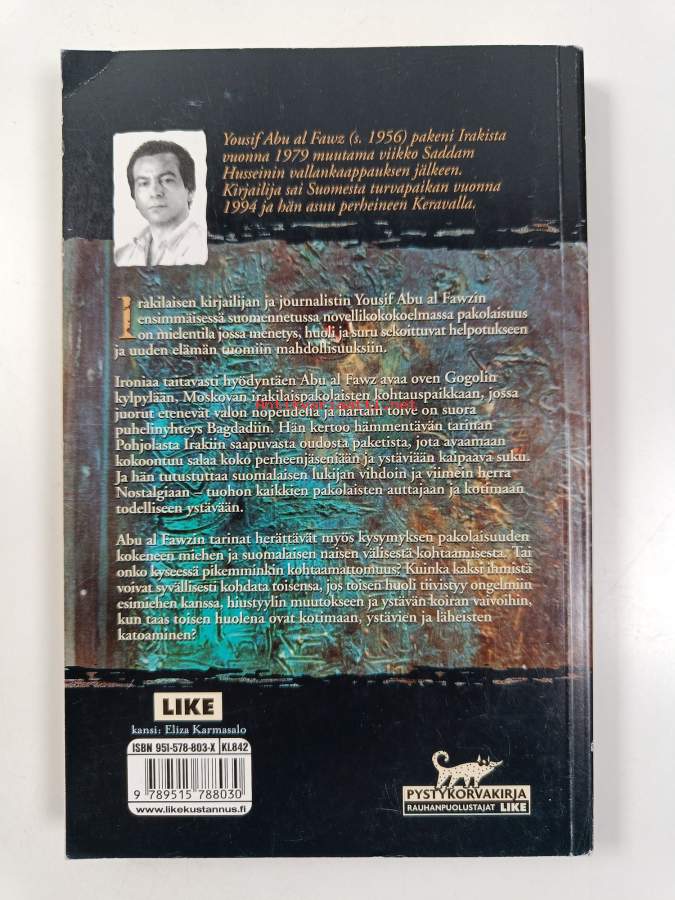 Yousif Abu al Fawz (s. 1956) pakeni Irakista
vuonna 1979 muutama viikko Saddam
Husseinin vallankaappauksen jälkeen.
Kirjailija sai Suomesta turvapaikan vuonna
1994 ja hän asuu perheineen Keravalla.
Irakilaisen kirjailijan ja journalistin Yousif Abu al Fawzin
ensimmäisessä suomennetussa novellikokoelmassa pakolaisuus
on mielentila jossa menetys, huoli ja suru sekoittuvat helpotukseen
ja uuden elämän tuomiin mahdollisuuksiin.
Ironiaa taitavasti hyödyntäen Abu al Fawz avaa oven Gogolin
kylpylään, Moskovan irakilaispakolaisten kohtauspaikkaan, jossa
juorut etenevät valon nopeudella ja hartain toive on suora
puhelinyhteys Bagdadiin. Hän kertoo hämmentävän tarinan
Pohjolasta Irakiin saapuvasta oudosta paketista, jota avaamaan
kokoontuu salaa koko perheenjäsentään ja ystäviään kaipaava suku.
Ja hän tutustuttaa suomalaisen lukijan vihdoin ja viimein herra
Nostalgiaan – tuohon kaikkien pakolaisten auttajaan ja kotimaan
todelliseen ystävään.
Abu al Fawzin tarinat herättävät myös kysymyksen pakolaisuuden
kokeneen miehen ja suomalaisen naisen välisestä kohtaamisesta. Tai
onko kyseessä pikemminkin kohtaamattomuus? Kuinka kaksi ihmistä
voivat syvällisesti kohdata toisensa, jos toisen huoli tiivistyy ongelmiin
esimiehen kanssa, hiustyylin muutokseen ja ystävän koiran vaivoihin,
kun taas toisen huolena ovat kotimaan, ystävien ja läheisten
katoaminen?
LIKE
kansi: Eliza Karmasalo
ISBN 951-578-803-X KL842
9 789515 788030
www.likekustannus.fi
PYSTYKORVAKIRJA
RAUHANPUOLUSTAJAT LIKE